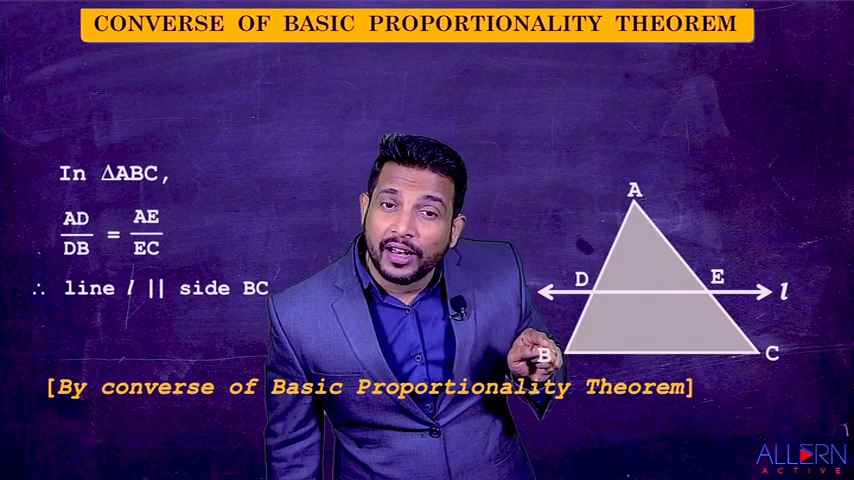 CONVERSE OF BASIC PROPORTIONALITY THEOREM
In ΔABC,
AD/DB = AE/EC
∴ line l || side BC
A
D
E
l
B
C
[By converse of Basic Proportionality Theorem]
ALLERN
ACTIVE